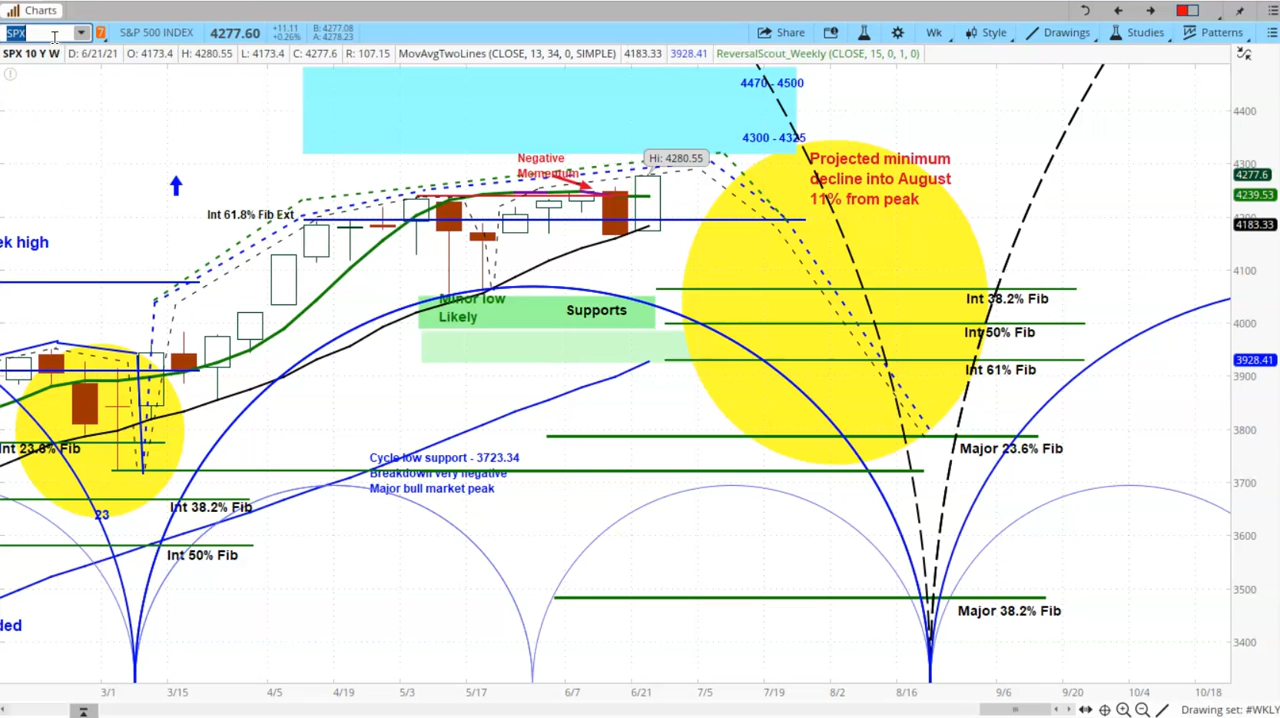 Charts
SPX
7
S&P 500 INDEX
4277.60
+11.11
+0.26%
B: 4277.08
A: 4278.23
Share
Wk
Style
Drawings
Studies
Patterns
SPX 10 Y W
D: 6/21/21
O: 4173.4
H: 4280.55
L: 4173.4
C: 4277.6
R: 107.15
MovAvgTwoLines (CLOSE, 13, 34, 0, SIMPLE)
4183.33
3928.41
ReversalScout_Weekly (CLOSE, 15, 0, 1, 0)
4470 - 4500
4300 - 4325
Negative
Momentum
Hi: 4280.55
Projected minimum
decline into August
11% from peak
Int 61.8% Fib Ext
ek high
Minor low
Likely
Supports
Int 38.2% Fib
Int 50% Fib
Int 61% Fib
Int 23.6% Fib
Cycle low support - 3723.34
Breakdown very negative
Major bull market peak
Major 23.6% Fib
23
Int 38.2% Fib
Int 50% Fib
Major 38.2% Fib
ded
4400
4300
4277.6
4239.53
4200
4183.33
4100
4000
3928.41
3900
3800
3700
3600
3500
3400
3/1
3/15
4/5
4/19
5/3
5/17
6/7
6/21
7/5
7/19
8/2
8/16
9/6
9/20
10/4
10/18
Drawing set: #WKLY